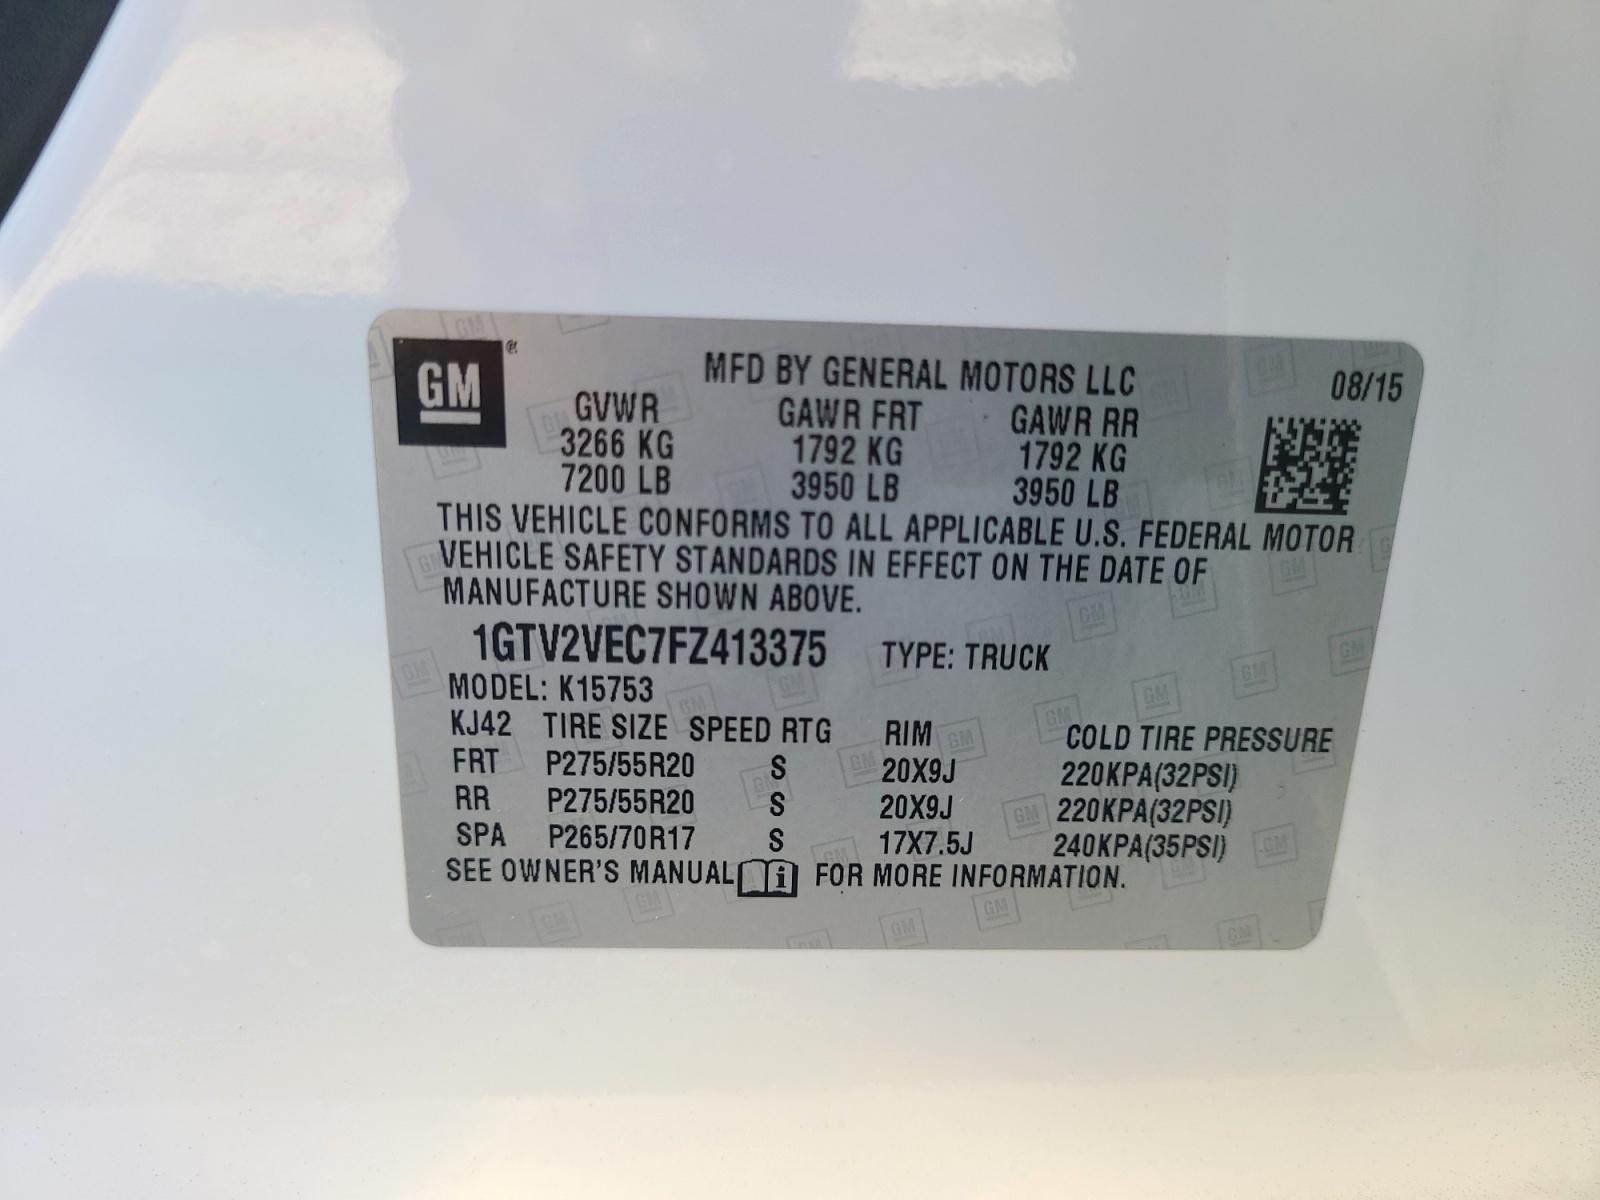 GM®
MFD BY GENERAL MOTORS LLC 08/15
GVWR GAWR FRT GAWR RR
3266 KG 1792 KG 1792 KG
7200 LB 3950 LB 3950 LB
THIS VEHICLE CONFORMS TO ALL APPLICABLE U.S. FEDERAL MOTOR
VEHICLE SAFETY STANDARDS IN EFFECT ON THE DATE OF
MANUFACTURE SHOWN ABOVE.
1GTV2VEC7FZ413375 TYPE: TRUCK
MODEL: K15753
KJ42 TIRE SIZE SPEED RTG RIM COLD TIRE PRESSURE
FRT P275/55R20 S 20X9J 220KPA(32PSI)
RR P275/55R20 S 20X9J 220KPA(32PSI)
SPA P265/70R17 S 17X7.5J 240KPA(35PSI)
SEE OWNER'S MANUAL i FOR MORE INFORMATION.